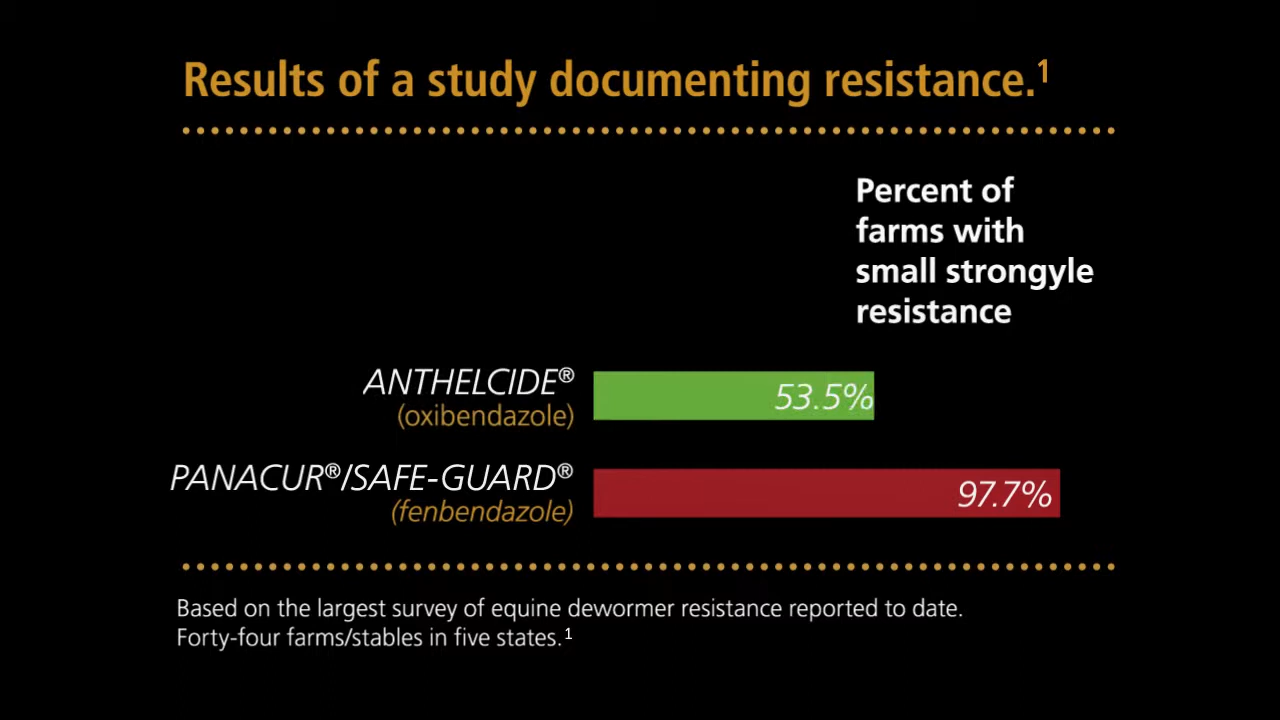 Results of a study documenting resistance.¹
Percent of
farms with
small strongyle
resistance
ANTHELCIDE®
(oxibendazole)
53.5%
PANACUR®/SAFE-GUARD®
(fenbendazole)
97.7%
Based on the largest survey of equine dewormer resistance reported to date.
Forty-four farms/stables in five states.¹